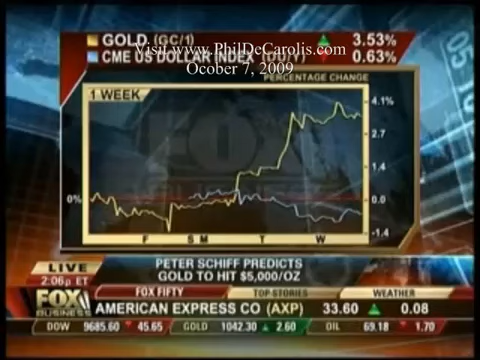 GOLD (GC/1) 3.53%
Visit www.PhilDeCarolis.com
CME US DOLLAR INDEX (DJ/Y) 0.63%
Ocober 7, 2009
PERCENTAGE CHANGE
1 WEEK
4.1%
2.7
1.4
0% 0.0
-1.4
F S M T W
LIVE
2:06p ET
PETER SCHIFF PREDICTS
GOLD TO HIT $5,000/OZ
FOX FIFTY TOP STORIES WEATHER
FOX
BUSINESS
AMERICAN EXPRESS CO (AXP) 33.60 0.08
DOW 9685.60 45.65 GOLD 1042.30 2.60 OIL 69.18 1.70